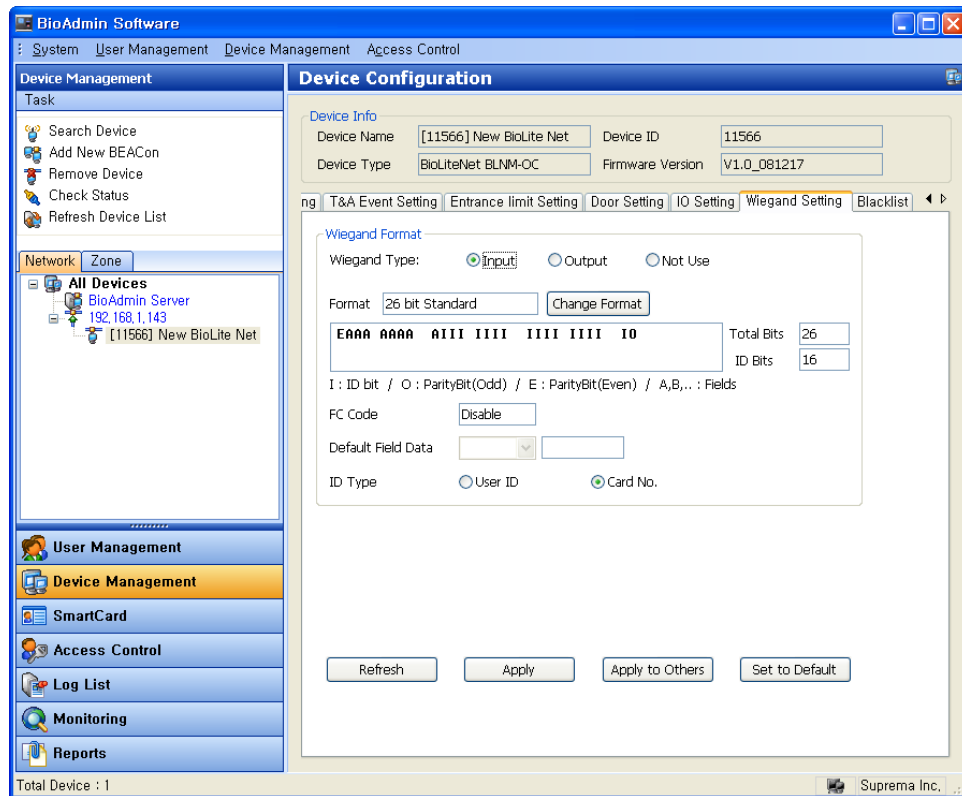 BioAdmin Software
System User Management Device Management Access Control
Device Management
Task
Search Device
Add New BEACon
Remove Device
Check Status
Refresh Device List
Network Zone
All Devices
BioAdmin Server
192,168,1,143
[11566] New BioLite Net
User Management
Device Management
SmartCard
Access Control
Log List
Monitoring
Reports
Device Configuration
Device Info
Device Name [11566] New BioLite Net Device ID 11566
Device Type BioLiteNet BLNM-OC Firmware Version V1.0_081217
ng T&A Event Setting Entrance limit Setting Door Setting IO Setting Wiegand Setting Blacklist
Wiegand Format
Wiegand Type: Input Output Not Use
Format 26 bit Standard Change Format
EAAA AAAA AIII IIII IIII IIII IO Total Bits 26
ID Bits 16
I : ID bit / O : ParityBit(Odd) / E : ParityBit(Even) / A,B,.. : Fields
FC Code Disable
Default Field Data
ID Type User ID Card No.
Refresh Apply Apply to Others Set to Default
Total Device : 1 Suprema Inc,